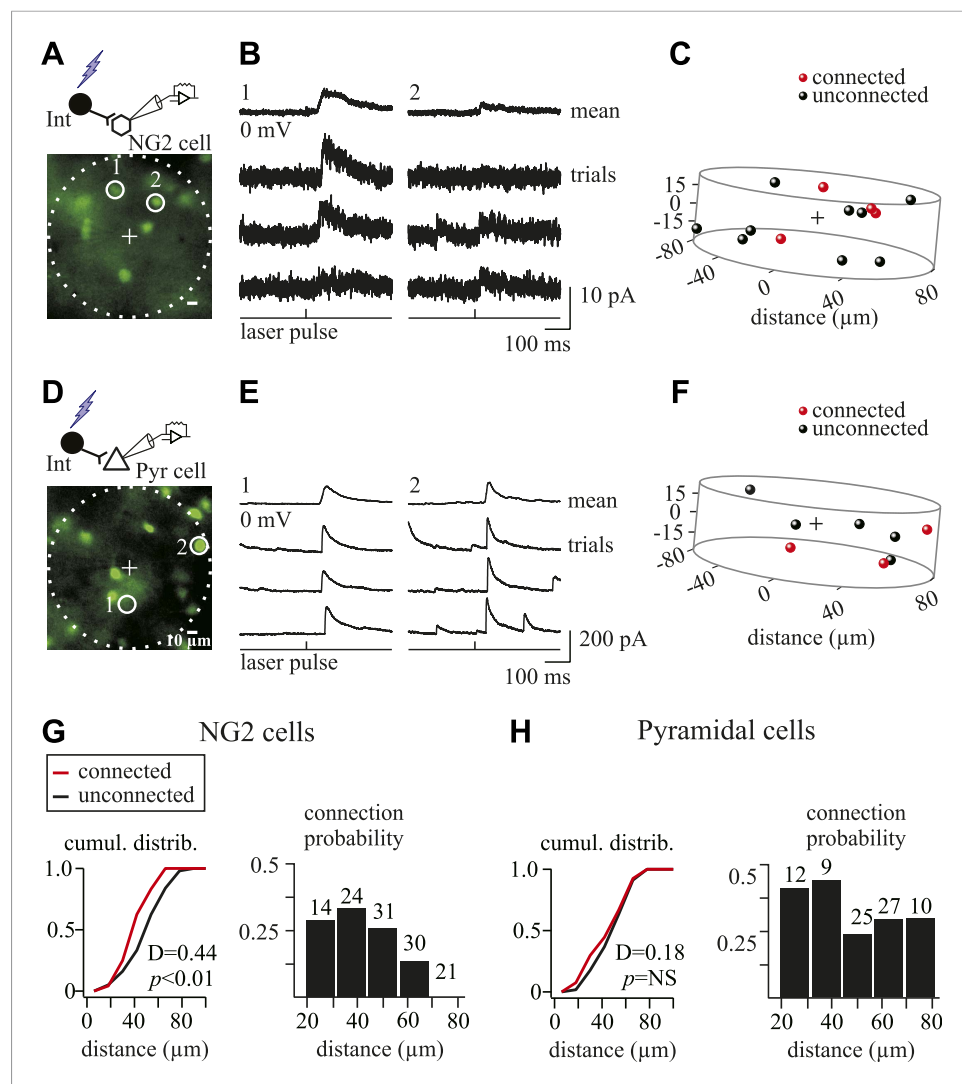 A
Int
NG2 cell
1
2
B
1
2
0 mV
mean
trials
10 pA
laser pulse
100 ms
C
connected
unconnected
15
0
-15
-80
-40
0
40
80
distance (µm)
D
Int
Pyr cell
2
1
10 µm
E
1
2
0 mV
mean
trials
200 pA
laser pulse
100 ms
F
connected
unconnected
15
0
-15
-80
-40
0
40
80
distance (µm)
G
NG2 cells
connected
unconnected
cumul. distrib.
1.0
0.5
0
D=0.44
p<0.01
0 40 80
distance (µm)
connection
probability
0.5
0.25
14 24 31 30 21
20 40 60 80
distance (µm)
H
Pyramidal cells
cumul. distrib.
1.0
0.5
0
D=0.18
p=NS
0 40 80
distance (µm)
connection
probability
0.5
0.25
12 9 25 27 10
20 40 60 80
distance (µm)